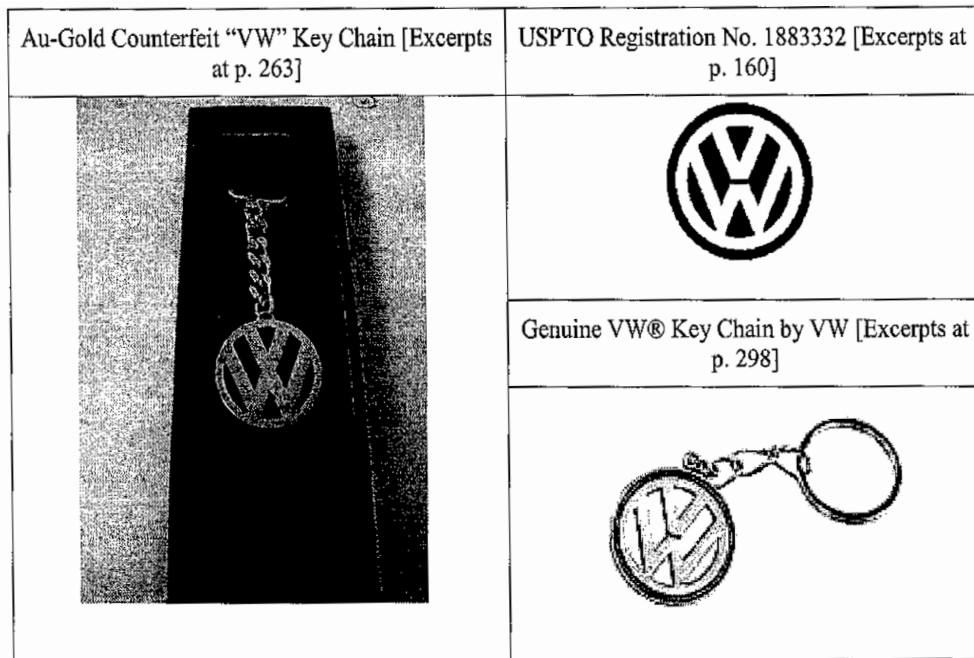 Au-Gold Counterfeit “VW” Key Chain [Excerpts
at p. 263]
USPTO Registration No. 1883332 [Excerpts at
p. 160]
Genuine VW® Key Chain by VW [Excerpts at
p. 298]